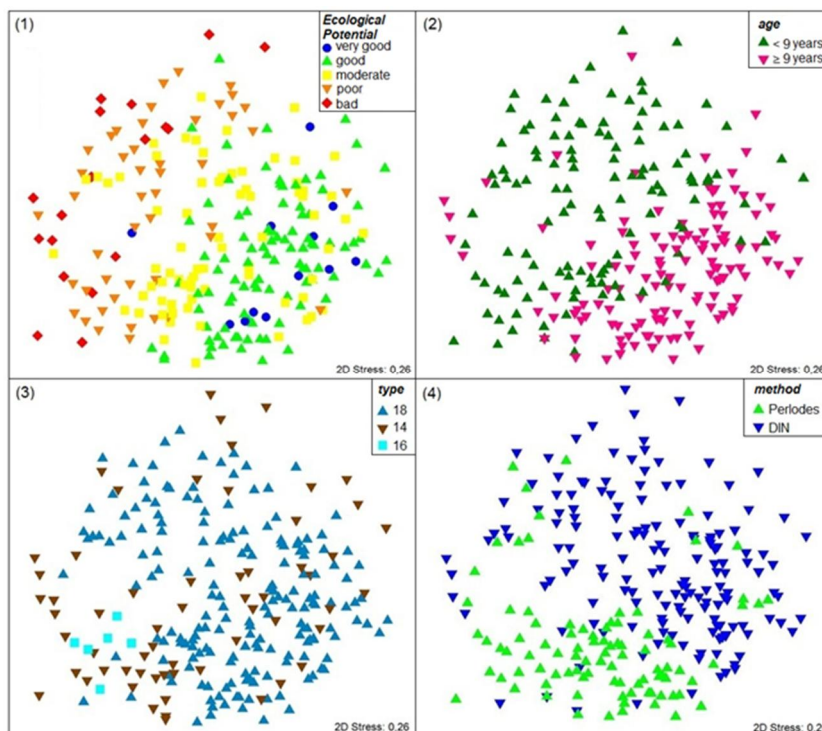 (1)
Ecological
Potential
very good
good
moderate
poor
bad
2D Stress: 0,26
(2)
age
< 9 years
≥ 9 years
2D Stress: 0,26
(3)
type
18
14
16
2D Stress: 0,26
(4)
method
Perlodes
DIN
2D Stress: 0,2